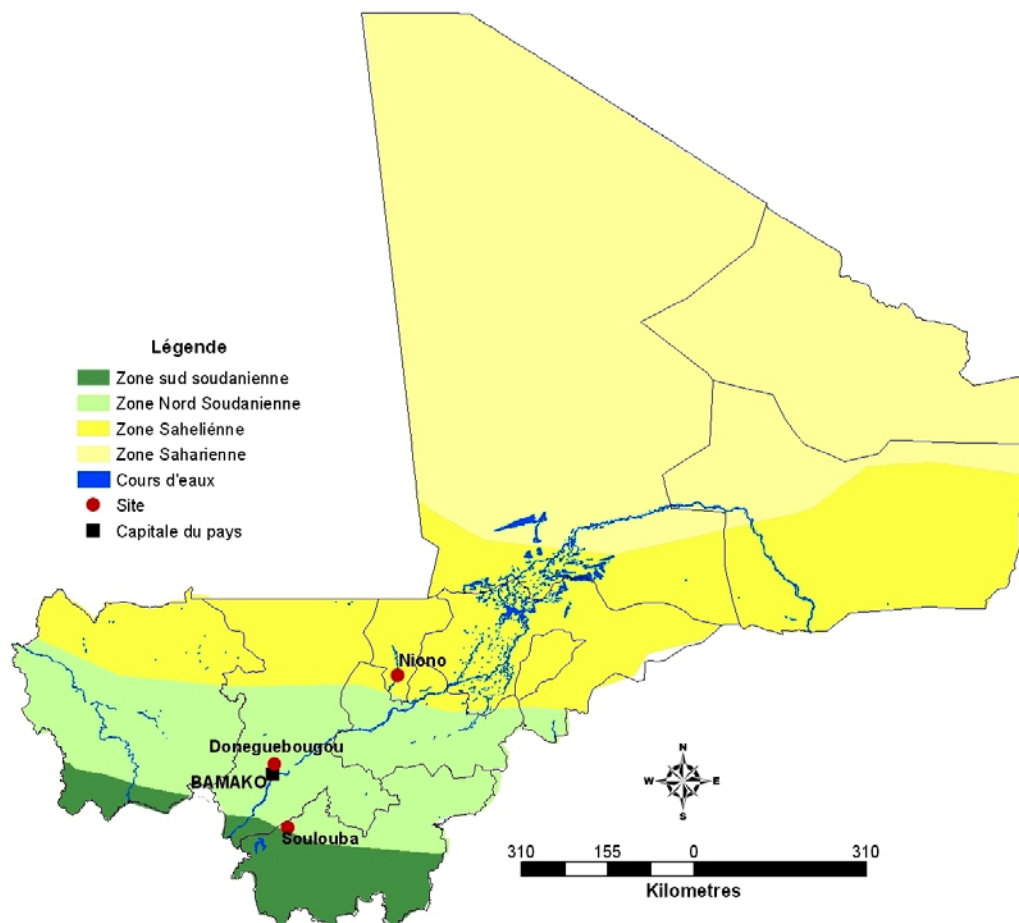 Légende
Zone sud soudanienne
Zone Nord Soudanienne
Zone Saheliénne
Zone Saharienne
Cours d'eaux
Site
Capitale du pays
Niono
Doneguebougou
BAMAKO
Soulouba
N
W E
S
310 155 0 310
Kilometres